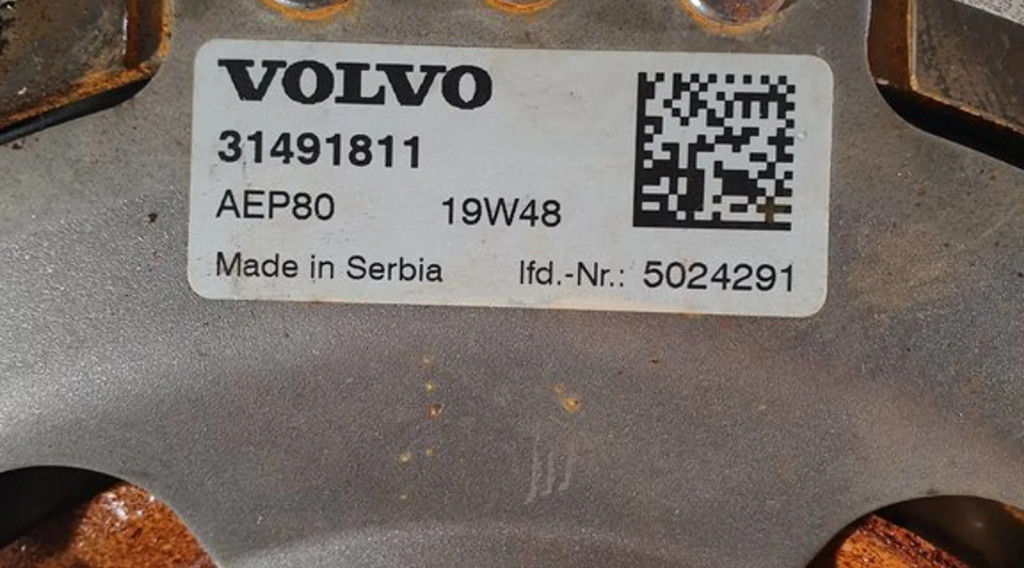 VOLVO
31491811
AEP80 19W48
Made in Serbia lfd.-Nr.: 5024291